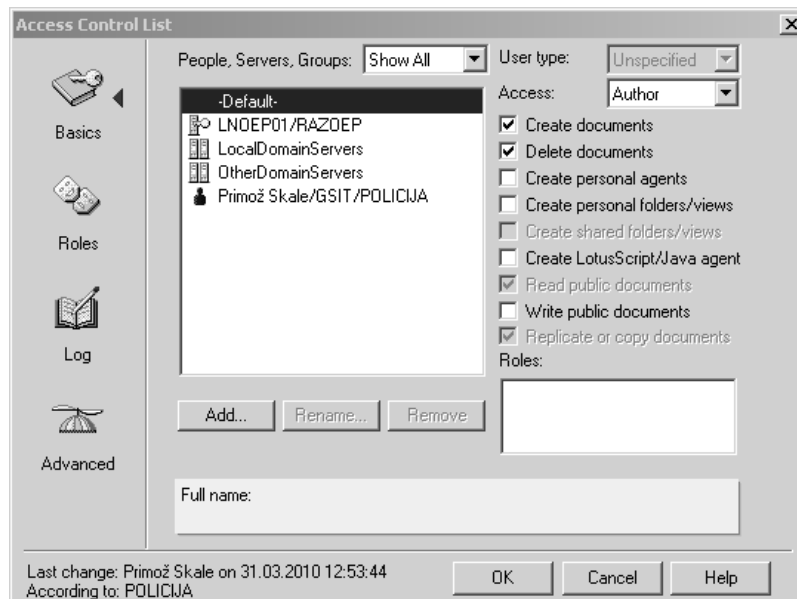 Access Control List
Basics
Roles
Log
Advanced
People, Servers, Groups: Show All
-Default-
LNOEP01/RAZOEP
LocalDomainServers
OtherDomainServers
Primož Skale/GSIT/POLICIJA
Add...
Rename...
Remove
User type: Unspecified
Access: Author
Create documents
Delete documents
Create personal agents
Create personal folders/views
Create shared folders/views
Create LotusScript/Java agent
Read public documents
Write public documents
Replicate or copy documents
Roles:
Full name:
Last change: Primož Skale on 31.03.2010 12:53:44
According to: POLICIJA
OK
Cancel
Help